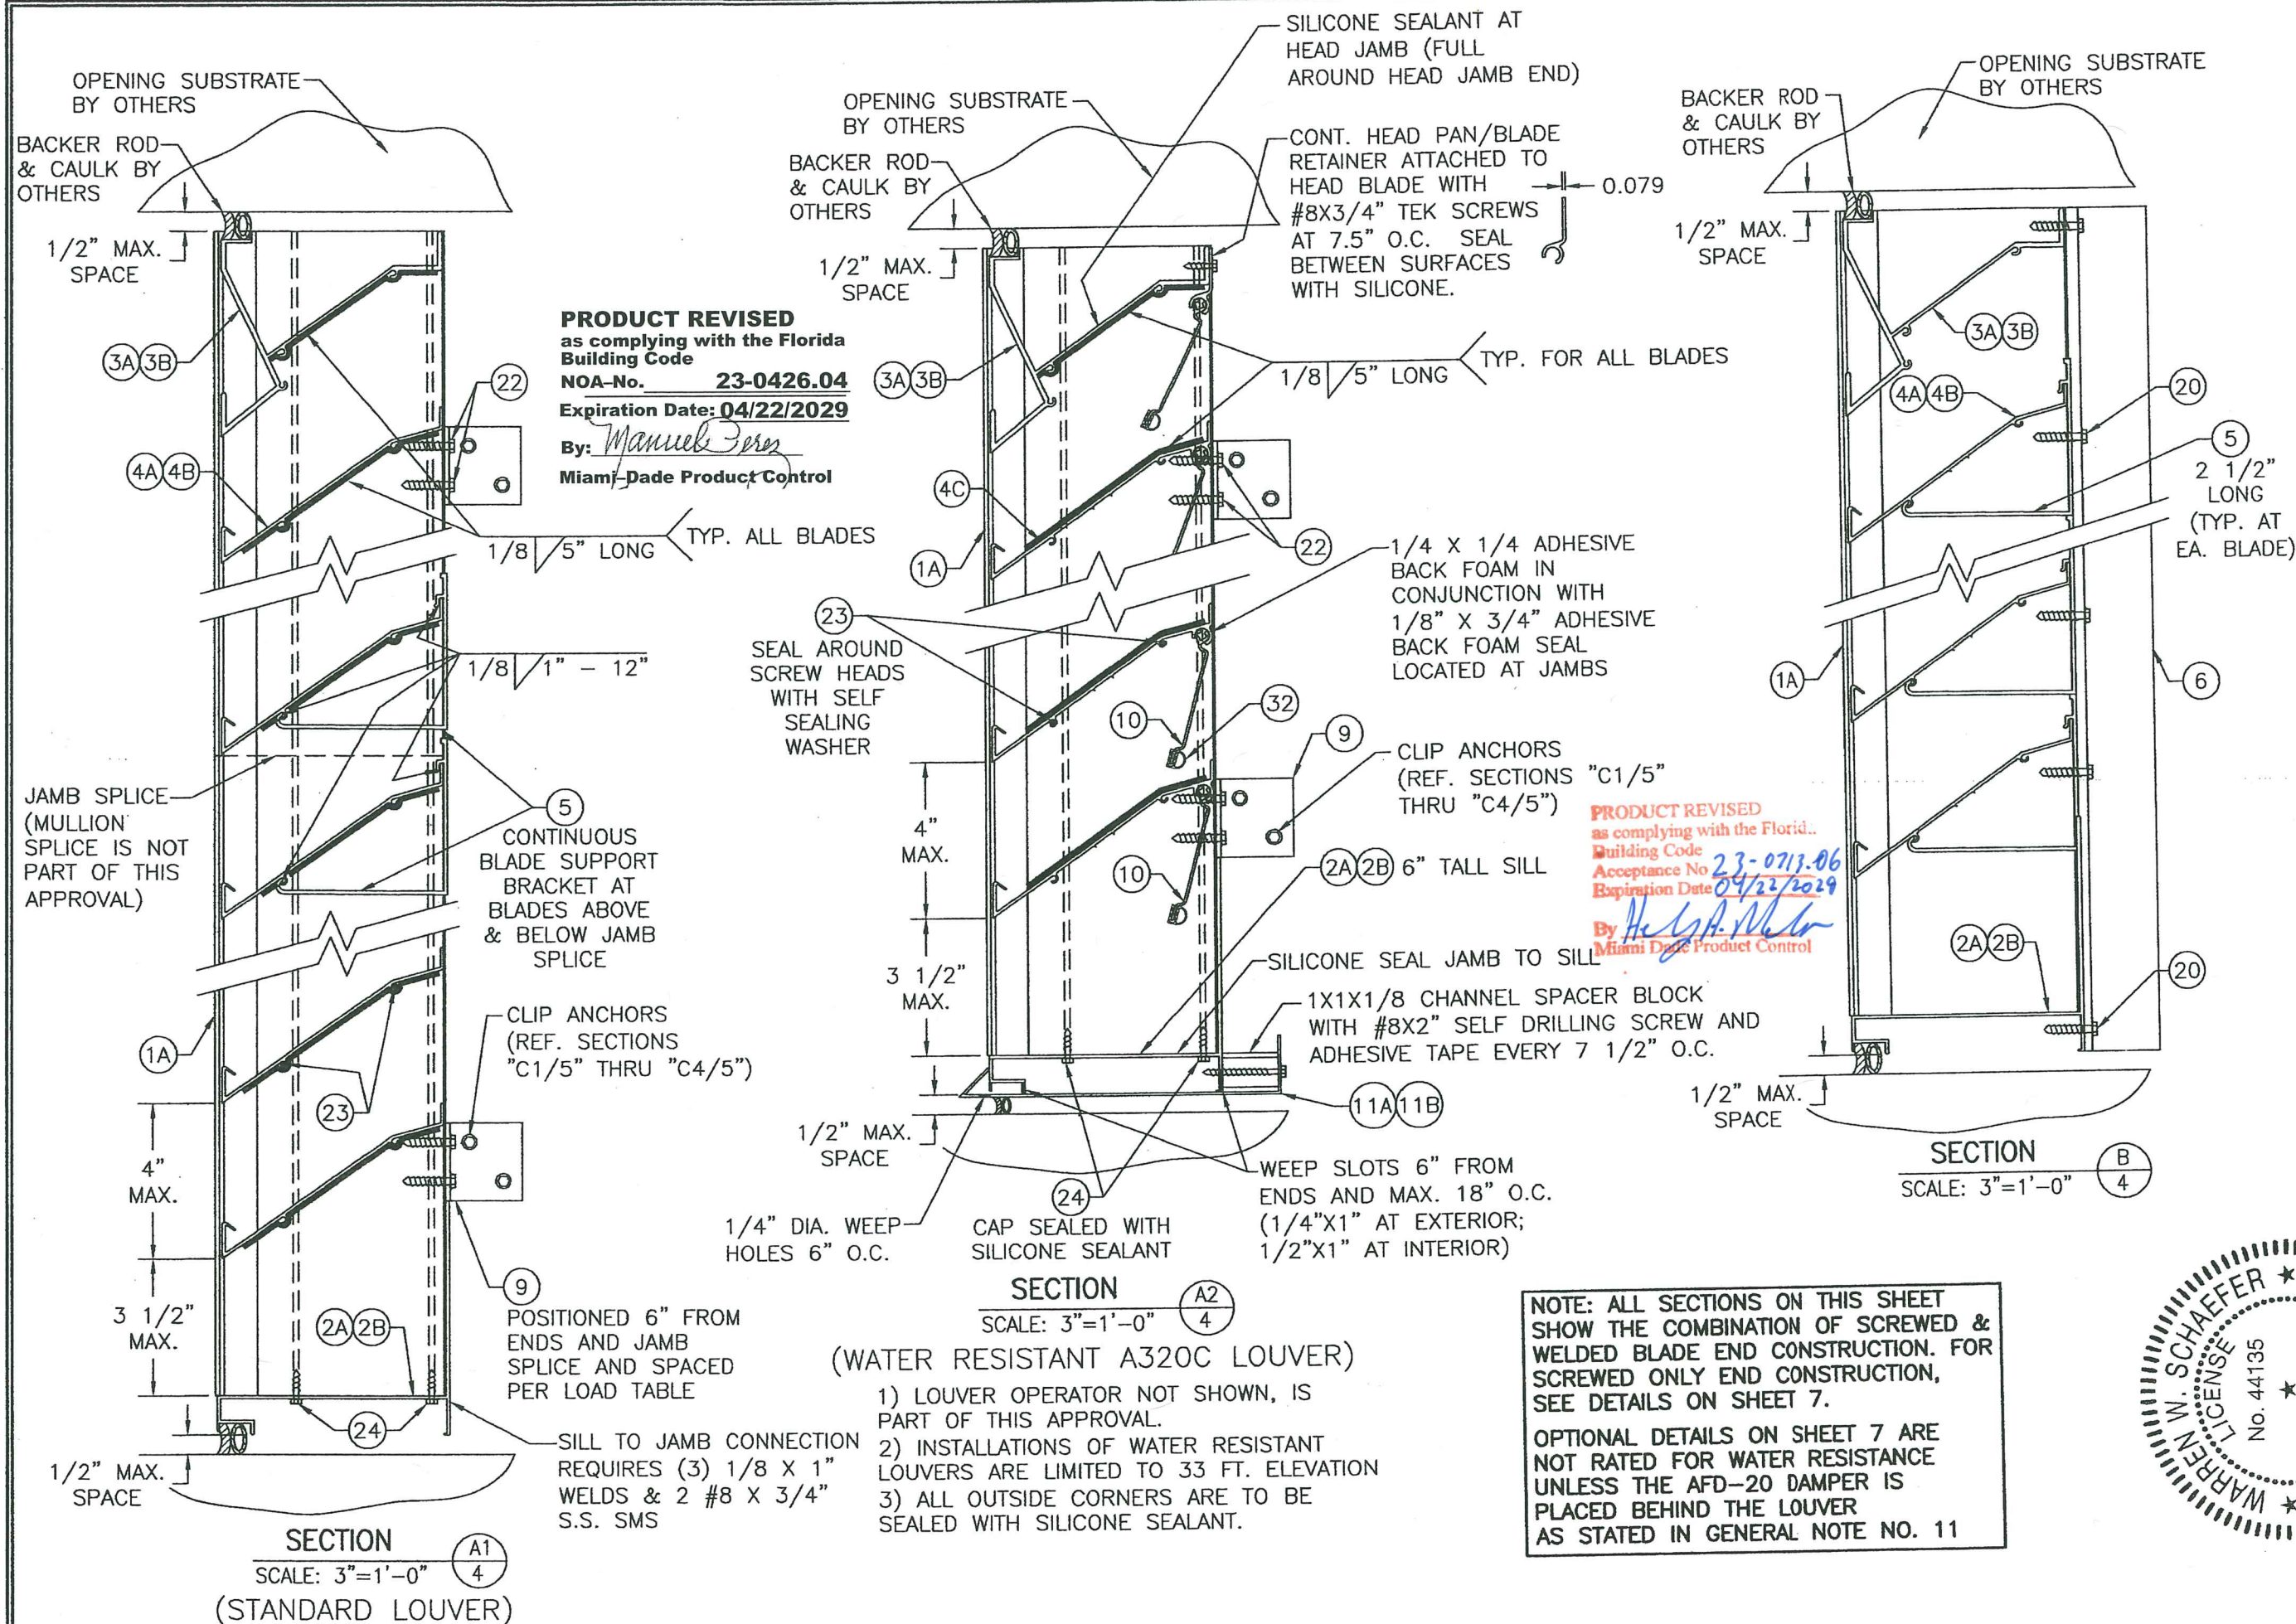 OPENING SUBSTRATE
BY OTHERS
BACKER ROD
& CAULK BY
OTHERS
1/2" MAX.
SPACE
3A 3B
4A 4B
22
PRODUCT REVISED
as complying with the Florida
Building Code
NOA-No. 23-0426.04
Expiration Date: 04/22/2029
By: Manuel Perez
Miami-Dade Product Control
1/8 5" LONG
TYP. ALL BLADES
1/8 1" - 12"
JAMB SPLICE
(MULLION
SPLICE IS NOT
PART OF THIS
APPROVAL)
5
CONTINUOUS
BLADE SUPPORT
BRACKET AT
BLADES ABOVE
& BELOW JAMB
SPLICE
1A
23
CLIP ANCHORS
(REF. SECTIONS
"C1/5" THRU "C4/5")
4"
MAX.
3 1/2"
MAX.
9
POSITIONED 6" FROM
ENDS AND JAMB
SPLICE AND SPACED
PER LOAD TABLE
2A 2B
24
1/2" MAX.
SPACE
SILL TO JAMB CONNECTION
REQUIRES (3) 1/8 X 1"
WELDS & 2 #8 X 3/4"
S.S. SMS
SECTION A1
SCALE: 3"=1'-0" 4
(STANDARD LOUVER)
SILICONE SEALANT AT
HEAD JAMB (FULL
AROUND HEAD JAMB END)
OPENING SUBSTRATE
BY OTHERS
BACKER ROD
& CAULK BY
OTHERS
1/2" MAX.
SPACE
CONT. HEAD PAN/BLADE
RETAINER ATTACHED TO
HEAD BLADE WITH
#8X3/4" TEK SCREWS
AT 7.5" O.C. SEAL
BETWEEN SURFACES
WITH SILICONE.
0.079
3A 3B
1/8 5" LONG
TYP. FOR ALL BLADES
4C
1A
22
1/4 X 1/4 ADHESIVE
BACK FOAM IN
CONJUNCTION WITH
1/8" X 3/4" ADHESIVE
BACK FOAM SEAL
LOCATED AT JAMBS
23
SEAL AROUND
SCREW HEADS
WITH SELF
SEALING
WASHER
10
32
9
CLIP ANCHORS
(REF. SECTIONS "C1/5"
THRU "C4/5")
4"
MAX.
10
2A 2B 6" TALL SILL
3 1/2"
MAX.
SILICONE SEAL JAMB TO SILL
1X1X1/8 CHANNEL SPACER BLOCK
WITH #8X2" SELF DRILLING SCREW AND
ADHESIVE TAPE EVERY 7 1/2" O.C.
11A 11B
1/2" MAX.
SPACE
1/4" DIA. WEEP
HOLES 6" O.C.
24
CAP SEALED WITH
SILICONE SEALANT
WEEP SLOTS 6" FROM
ENDS AND MAX. 18" O.C.
(1/4"X1" AT EXTERIOR;
1/2"X1" AT INTERIOR)
SECTION A2
SCALE: 3"=1'-0" 4
(WATER RESISTANT A320C LOUVER)
1) LOUVER OPERATOR NOT SHOWN, IS
PART OF THIS APPROVAL.
2) INSTALLATIONS OF WATER RESISTANT
LOUVERS ARE LIMITED TO 33 FT. ELEVATION
3) ALL OUTSIDE CORNERS ARE TO BE
SEALED WITH SILICONE SEALANT.
OPENING SUBSTRATE
BY OTHERS
BACKER ROD
& CAULK BY
OTHERS
1/2" MAX.
SPACE
3A 3B
4A 4B
20
5
2 1/2"
LONG
(TYP. AT
EA. BLADE)
1A
6
PRODUCT REVISED
as complying with the Florid..
Building Code
Acceptance No 23-0713.06
Expiration Date 04/22/2029
By
Miami Dade Product Control
2A 2B
20
1/2" MAX.
SPACE
SECTION B
SCALE: 3"=1'-0" 4
NOTE: ALL SECTIONS ON THIS SHEET
SHOW THE COMBINATION OF SCREWED &
WELDED BLADE END CONSTRUCTION. FOR
SCREWED ONLY END CONSTRUCTION,
SEE DETAILS ON SHEET 7.
OPTIONAL DETAILS ON SHEET 7 ARE
NOT RATED FOR WATER RESISTANCE
UNLESS THE AFD-20 DAMPER IS
PLACED BEHIND THE LOUVER
AS STATED IN GENERAL NOTE NO. 11
WARREN W. SCHAEFER
LICENSE
No. 44135